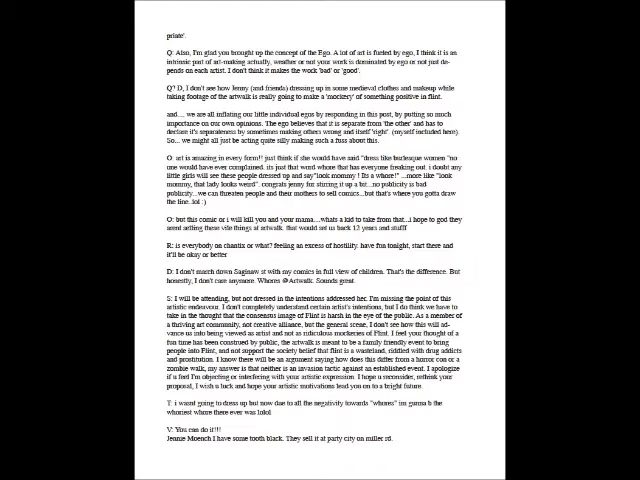 priate'.
Q: Also, I'm glad you brought up the concept of the Ego. A lot of art is fueled by ego, I think it is an
intrinsic part of art-making actually, weather or not your work is dominated by ego or not just de-
pends on each artist. I don't think it makes the work 'bad' or 'good'.
Q? D, I don't see how Jenny (and friends) dressing up in some medieval clothes and makeup while
taking footage of the artwalk is really going to make a 'mockery' of something positive in flint.
and.... we are all inflating our little individual egos by responding in this post, by putting so much
importance on our own opinions. The ego believes that it is separate from 'the other' and has to
declare it's separateness by sometimes making others wrong and itself 'right'. (myself included here).
So... we might all just be acting quite silly making such a fuss about this.
O: art is amazing in every form!! just think if she would have said "dress like burlesque women "no
one would have ever complained. its just that word whore that has everyone freaking out. i doubt any
little girls will see these people dressed up and say"look mommy ! Its a whore!" ...more like "look
mommy, that lady looks weird". congrats jenny fun stirring it up a bit...no publicity is bad
publicity...we can threaten people and their mothers to sell comics...but that's where you gotta draw
the line..lol :)
O: but this comic or i will kill you and your mama....whats a kid to take from that...i hope to god they
arent selling these vile things at artwalk. that would set us back 12 years and stufff
R: is everybody on chantix or what? feeling an excess of hostility. have fun tonight, start there and
it'll be okay or better
D: I don't march down Saginaw st with my comics in full view of children. That's the difference. But
honestly, I don't care anymore. Whores @Artwalk. Sounds great.
S: I will be attending, but not dressed in the intentions addressed her. I'm missing the point of this
artistic endeavour. I don't completely understand certain artist's intentions, but I do think we have to
take in the thought that the consensus image of Flint is harsh in the eye of the public. As a member of
a thriving art community, not creative alliance, but the general scene, I don't see how this will ad-
vance us into being viewed as artist and not as ridiculous mockeries of Flint. I feel your thought of a
fun time has been construed by public, the artwalk is meant to be a family friendly event to bring
people into Flint, and not support the society belief that flint is a wasteland, riddled with drug addicts
and prostitution. I know there will be an argument saying how does this differ from a horror con or a
zombie walk, my answer is that neither is an invasion tactic against an established event. I apologize
if u feel I'm objecting or interfering with your artistic expression. I hope u reconsider, rethink your
proposal, I wish u luck and hope your artistic motivations lead you on to a bright future.
T: i wasnt going to dress up but now due to all the negativity towards "whores" im gunna b the
whoriest whore there ever was lolol
V: You can do it!!!
Jennie Moench I have some tooth black. They sell it at party city on miller rd.